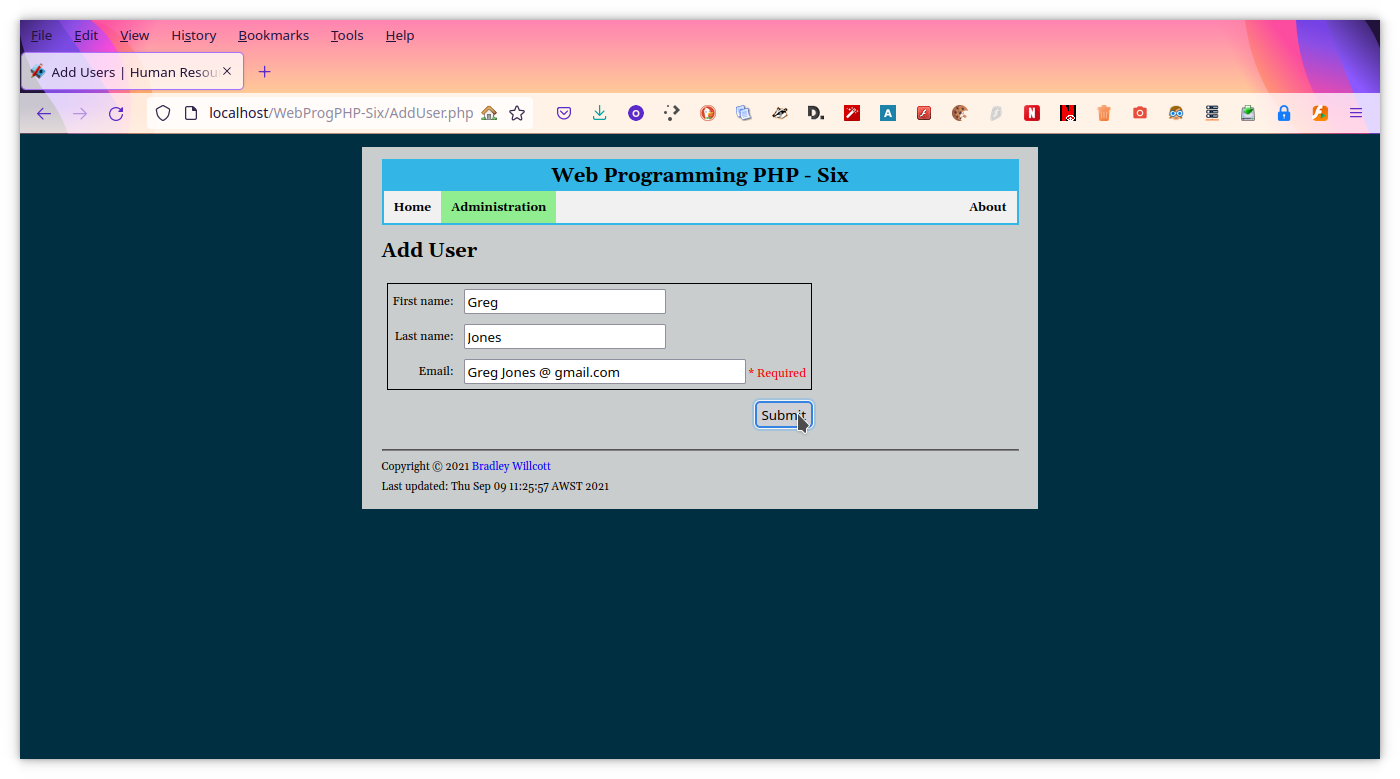 File Edit View History Bookmarks Tools Help
Add Users | Human Resou
localhost/WebProgPHP-Six/AddUser.php
Web Programming PHP - Six
Home Administration About
Add User
First name: Greg
Last name: Jones
Email: Greg Jones @ gmail.com * Required
Submit
Copyright © 2021 Bradley Willcott
Last updated: Thu Sep 09 11:25:57 AWST 2021